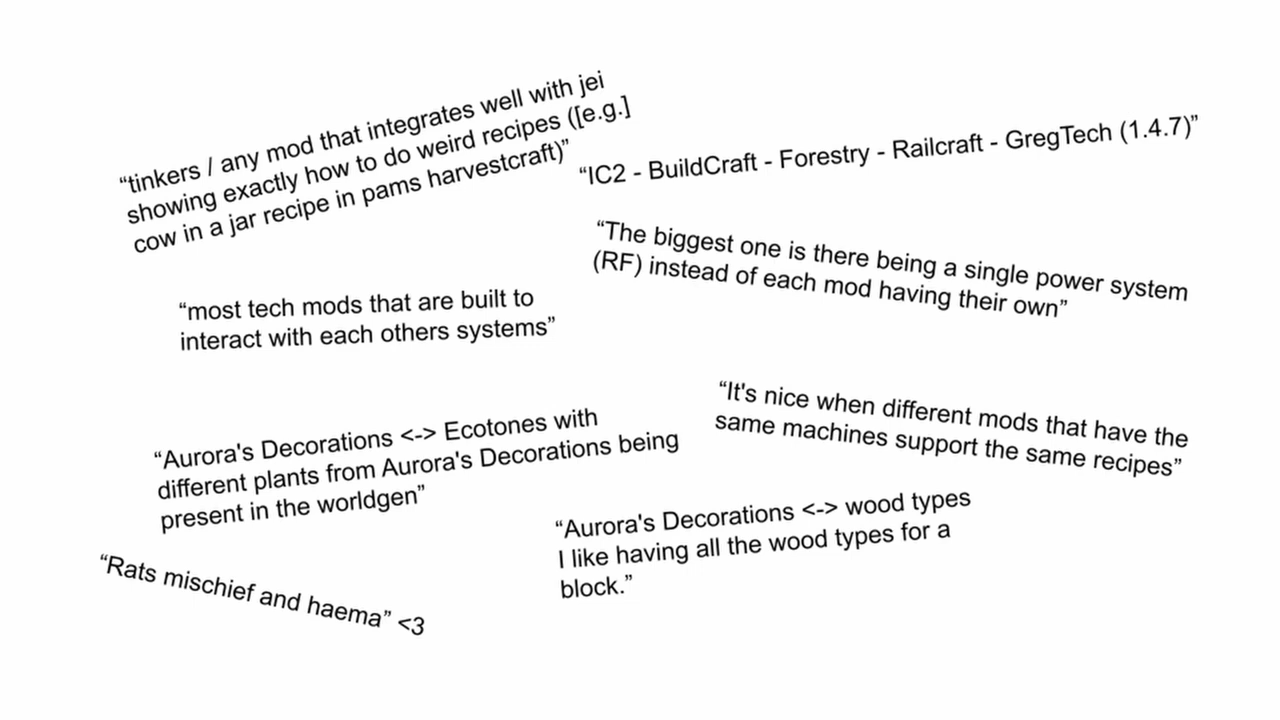 “tinkers / any mod that integrates well with jei
showing exactly how to do weird recipes ([e.g.]
cow in a jar recipe in pams harvestcraft)”
“IC2 - BuildCraft - Forestry - Railcraft - GregTech (1.4.7)”
“The biggest one is there being a single power system
(RF) instead of each mod having their own”
“most tech mods that are built to
interact with each others systems”
“It's nice when different mods that have the
same machines support the same recipes”
“Aurora's Decorations <-> Ecotones with
different plants from Aurora's Decorations being
present in the worldgen”
“Aurora's Decorations <-> wood types
I like having all the wood types for a
block.”
“Rats mischief and haema” <3